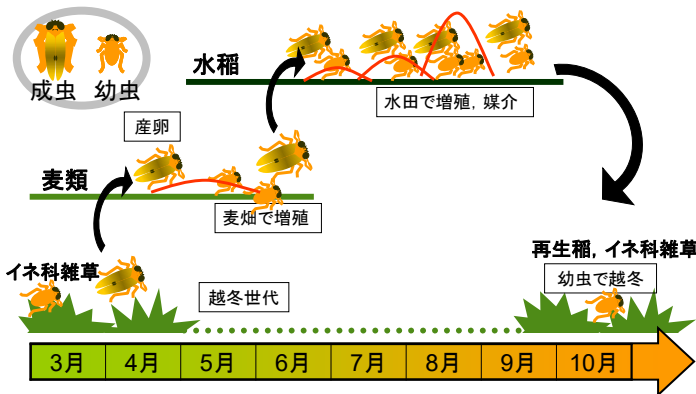 成虫 幼虫
水稲
水田で増殖, 媒介
産卵
麦類
麦畑で増殖
イネ科雑草
再生稲, イネ科雑草
幼虫で越冬
越冬世代
3月 4月 5月 6月 7月 8月 9月 10月